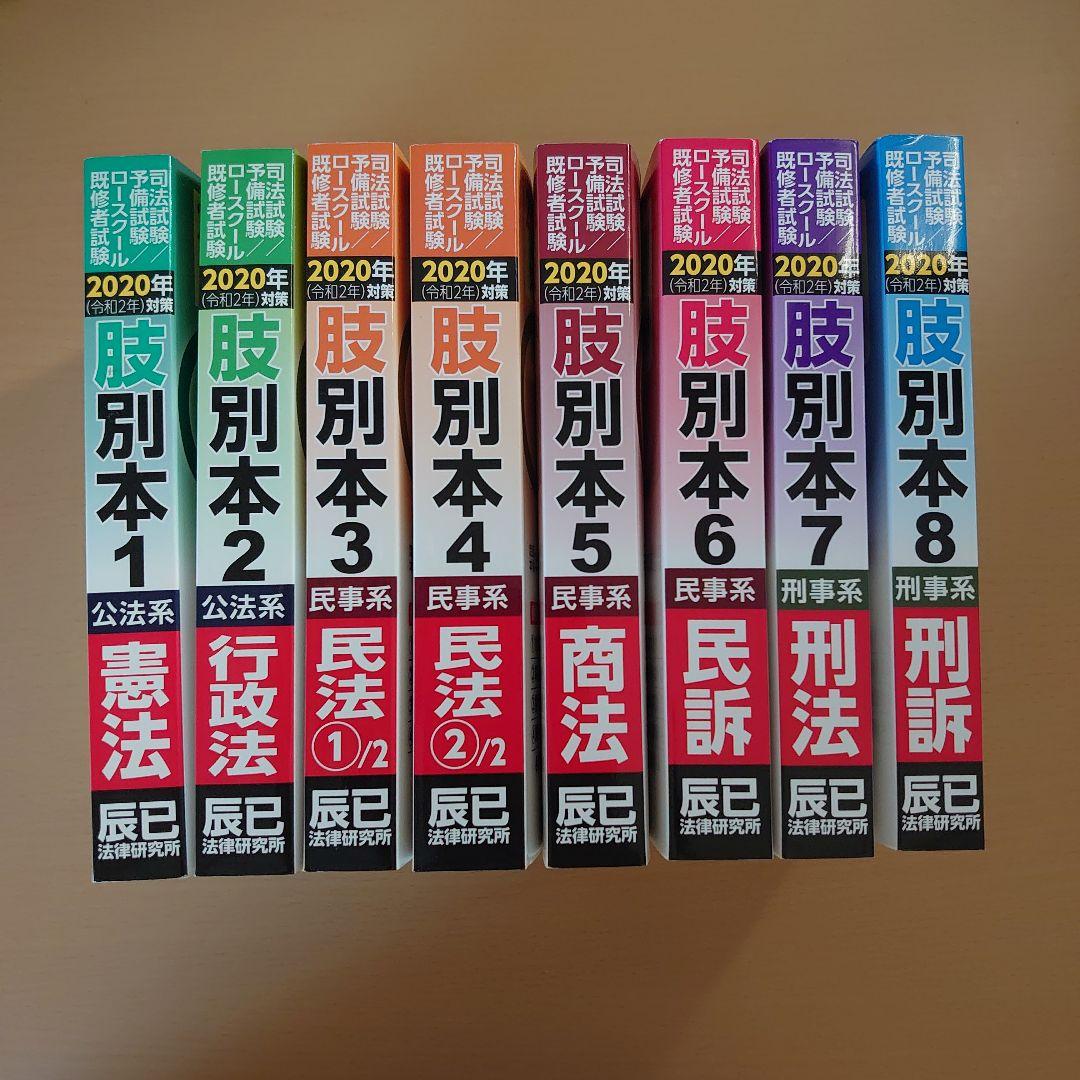 司法試験/
予備試験/
ロースクール
既修者試験
2020年
(令和2年)対策
肢別本1
公法系
憲法
辰已
法律研究所
司法試験/
予備試験/
ロースクール
既修者試験
2020年
(令和2年)対策
肢別本2
公法系
行政法
辰已
法律研究所
司法試験/
予備試験/
ロースクール
既修者試験
2020年
(令和2年)対策
肢別本3
民事系
民法①/2
辰已
法律研究所
司法試験/
予備試験/
ロースクール
既修者試験
2020年
(令和2年)対策
肢別本4
民事系
民法②/2
辰已
法律研究所
司法試験/
予備試験/
ロースクール
既修者試験
2020年
(令和2年)対策
肢別本5
民事系
商法
辰已
法律研究所
司法試験/
予備試験/
ロースクール
既修者試験
2020年
(令和2年)対策
肢別本6
民事系
民訴
辰已
法律研究所
司法試験/
予備試験/
ロースクール
既修者試験
2020年
(令和2年)対策
肢別本7
刑事系
刑法
辰已
法律研究所
司法試験/
予備試験/
ロースクール
既修者試験
2020年
(令和2年)対策
肢別本8
刑事系
刑訴
辰已
法律研究所